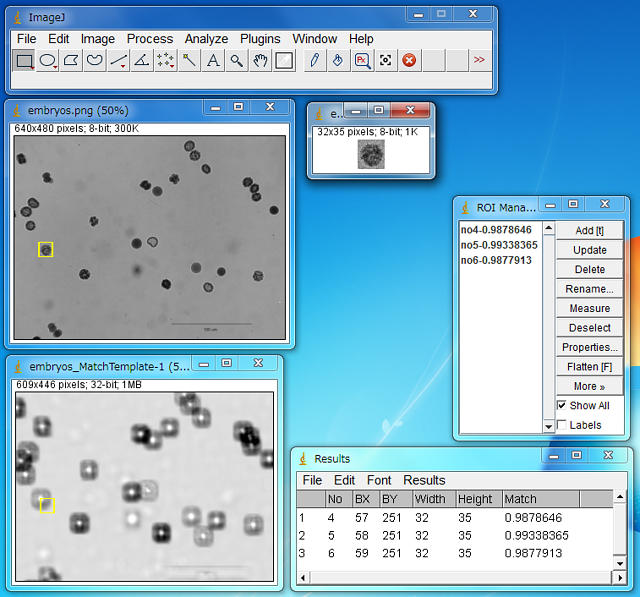 ImageJ
File Edit Image Process Analyze Plugins Window Help
A >>
embryos.png (50%)
640x480 pixels; 8-bit; 300K
e...
32x35 pixels; 8-bit; 1K
ROI Mana...
no4-0.9878646
no5-0.99338365
no6-0.9877913
Add [t]
Update
Delete
Rename...
Measure
Deselect
Properties...
Flatten [F]
More »
Show All
Labels
embryos_MatchTemplate-1 (5...
609x446 pixels; 32-bit; 1MB
Results
File Edit Font Results
No BX BY Width Height Match
1 4 57 251 32 35 0.9878646
2 5 58 251 32 35 0.99338365
3 6 59 251 32 35 0.9877913